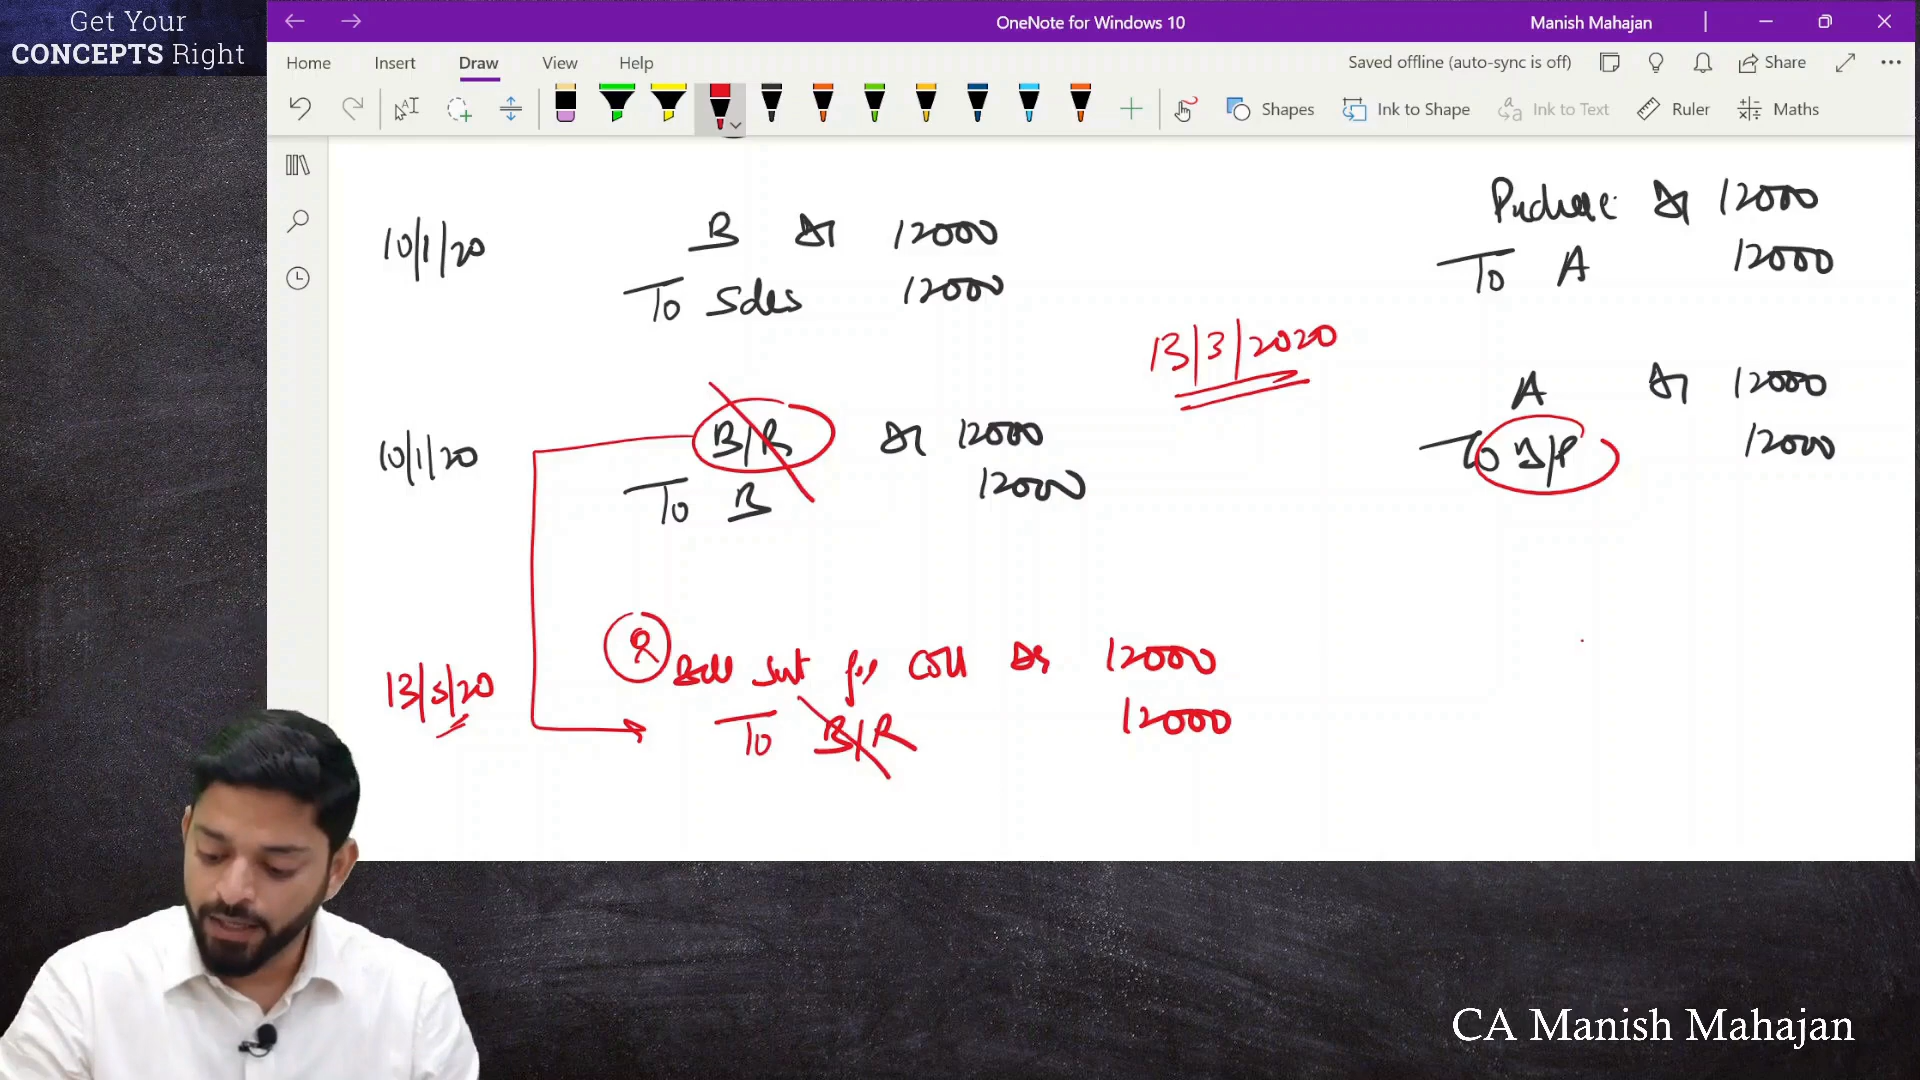 Get Your
CONCEPTS Right
OneNote for Windows 10
Manish Mahajan
Home Insert Draw View Help
Saved offline (auto-sync is off)
Share
Shapes
Ink to Shape
Ink to Text
Ruler
Maths
10/1/20 B Dr 12000
To Sales 12000
Purchase Dr 12000
To A 12000
13/3/2020
10/1/20 B/R Dr 12000
To B 12000
A Dr 12000
To B/P 12000
13/3/20 Bill Sent for Coll Dr 12000
To B/R 12000
CA Manish Mahajan